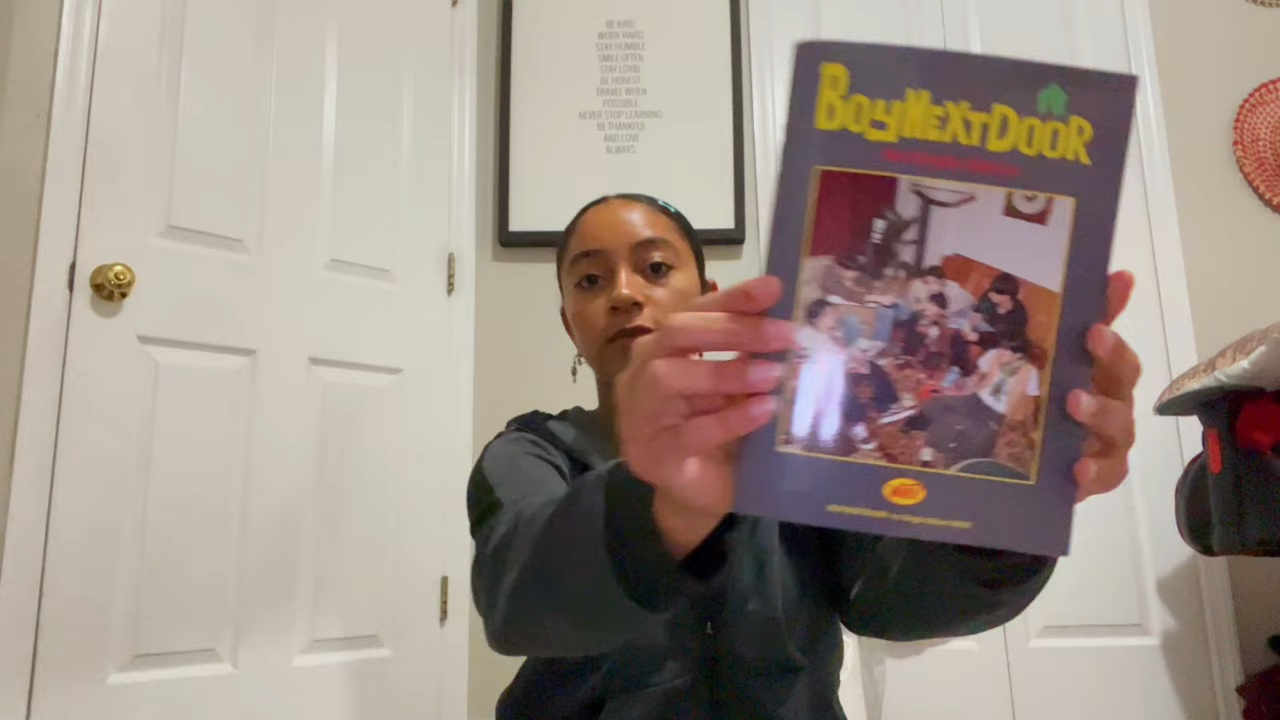 BE KIND.
WORK HARD.
STAY HUMBLE.
SMILE OFTEN.
STAY LOYAL.
BE HONEST.
TRAVEL WHEN
POSSIBLE.
NEVER STOP LEARNING.
BE THANKFUL.
AND LOVE
ALWAYS.
BOYNEXTDOOR